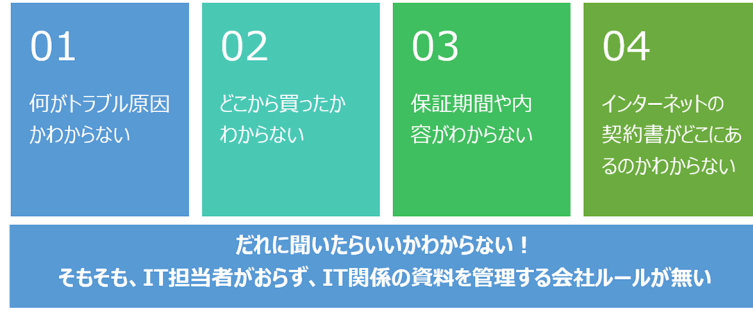 01
何がトラブル原因
かわからない
02
どこから買ったか
わからない
03
保証期間や内
容がわからない
04
インターネットの
契約書がどこにあ
るのかわからない
だれに聞いたらいいかわからない！
そもそも、IT担当者がおらず、IT関係の資料を管理する会社ルールが無い